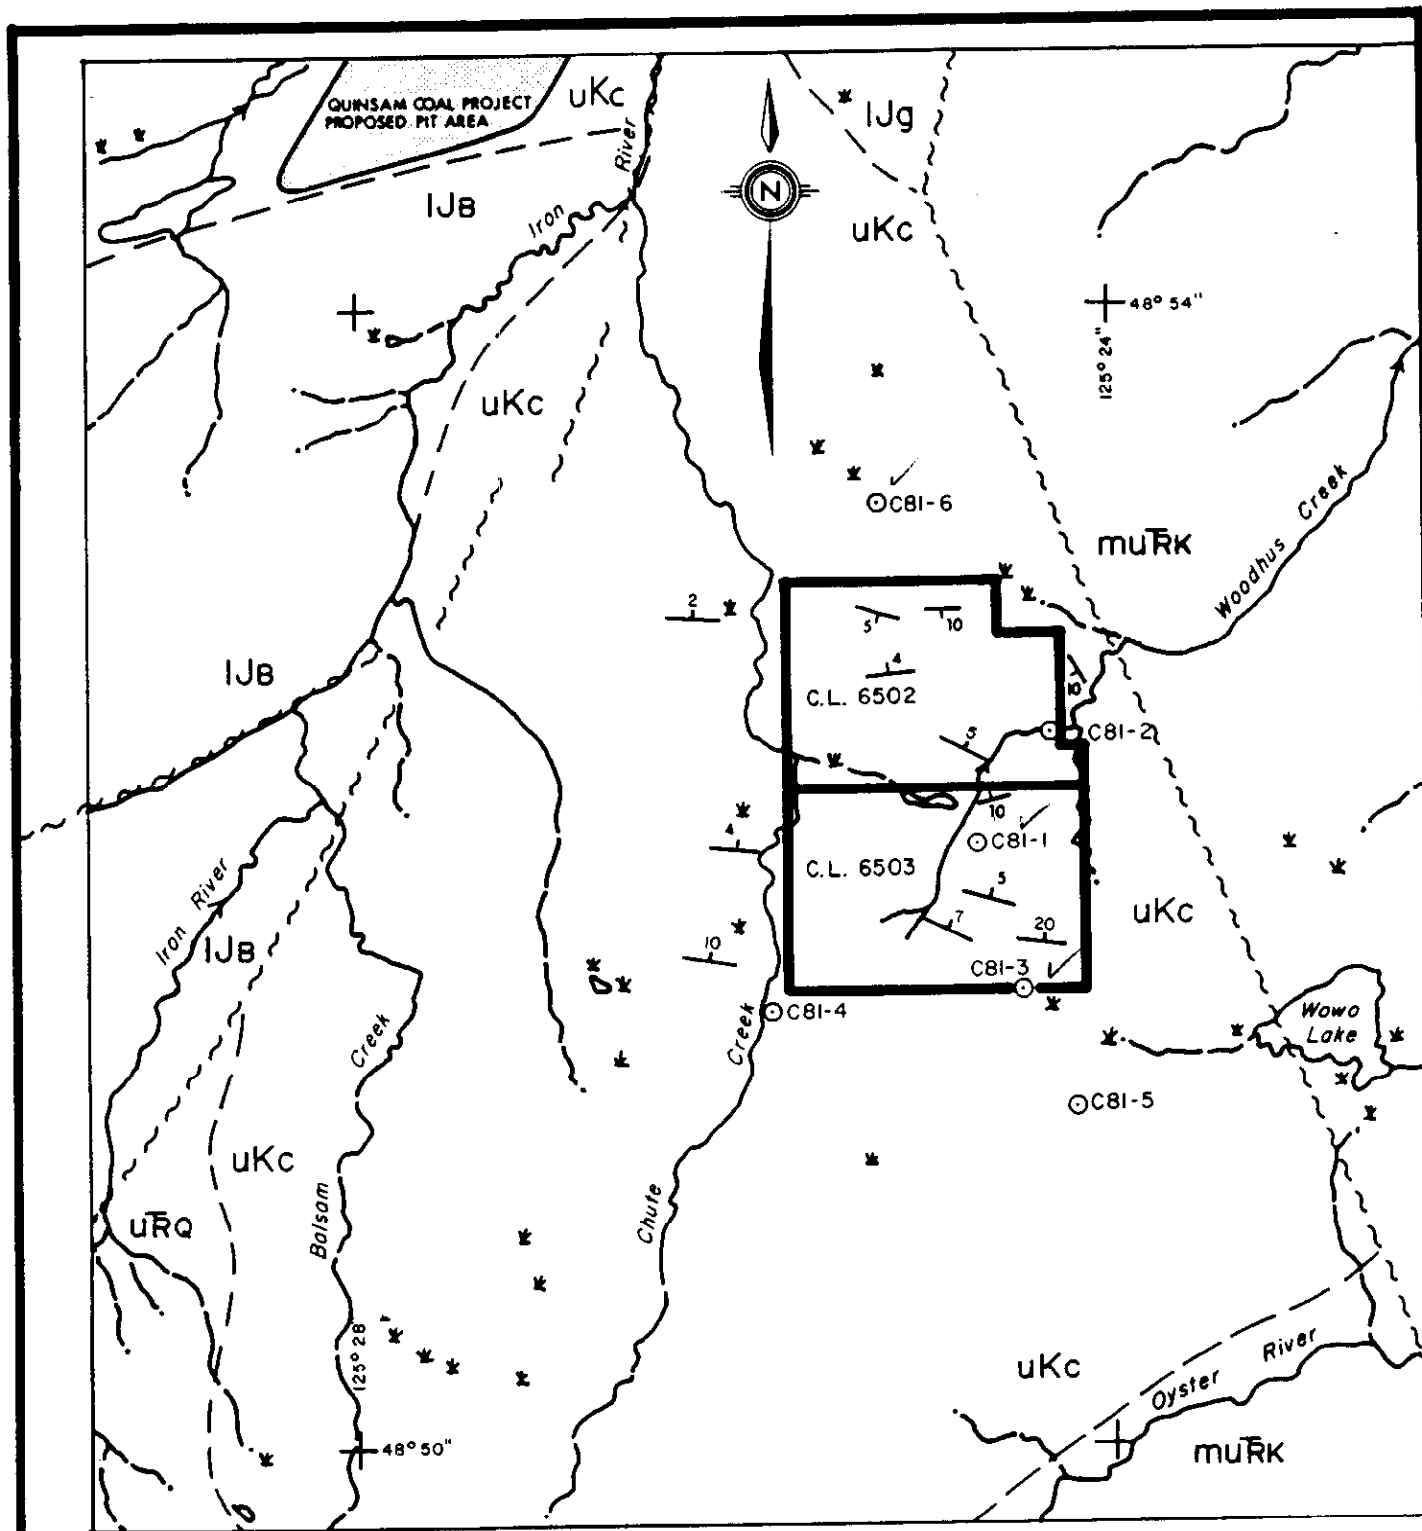 QUINSAM COAL PROJECT
PROPOSED PIT AREA
uKc
River
lJg
N
lJB
Iron
uKc
48° 54"
125° 24"
uKc
Creek
C81-6
muTRK
Woodhus
2
5
10
4
10
lJB
C.L. 6502
5
C81-2
10
4
C81-1
C.L. 6503
Iron River
5
uKc
7
20
lJB
10
C81-3
C81-4
Wowo
Lake
Creek
Creek
C81-5
uKc
Balsam
Chute
uTRQ
125° 28'
uKc
Oyster
River
48° 50"
muTRK